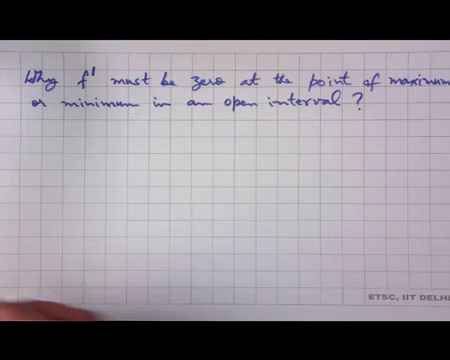 Why f' must be zero at the point of maximum
or minimum in an open interval ?
ETSC, IIT DELHI